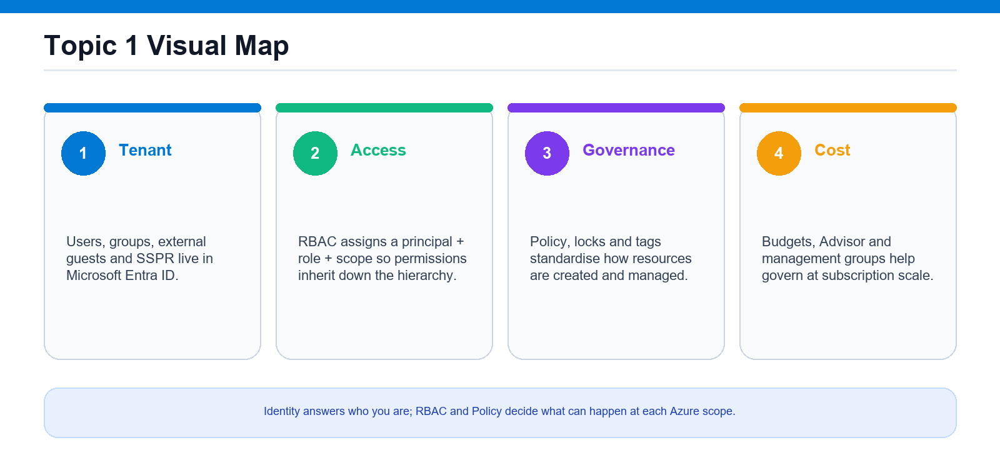 Topic 1 Visual Map
1 Tenant
Users, groups, external
guests and SSPR live in
Microsoft Entra ID.
2 Access
RBAC assigns a principal +
role + scope so permissions
inherit down the hierarchy.
3 Governance
Policy, locks and tags
standardise how resources
are created and managed.
4 Cost
Budgets, Advisor and
management groups help
govern at subscription scale.
Identity answers who you are; RBAC and Policy decide what can happen at each Azure scope.